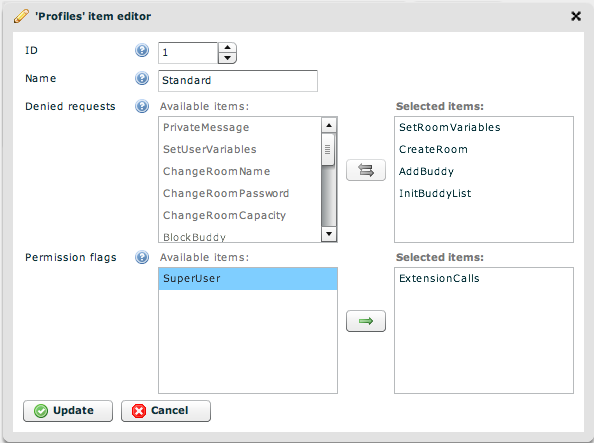 'Profiles' item editor
ID
1
Name
Standard
Denied requests
Available items:
Selected items:
PrivateMessage
SetUserVariables
ChangeRoomName
ChangeRoomPassword
ChangeRoomCapacity
BlockBuddy
SetRoomVariables
CreateRoom
AddBuddy
InitBuddyList
Permission flags
Available items:
Selected items:
SuperUser
ExtensionCalls
Update
Cancel